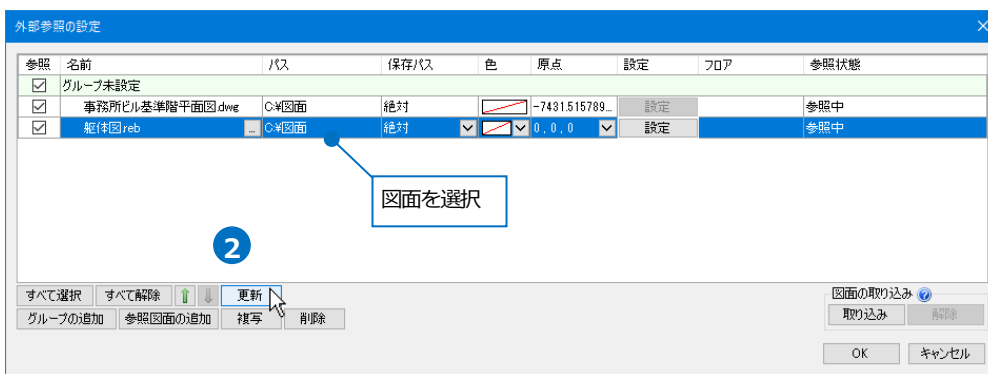 外部参照の設定
参照 名前 パス 保存パス 色 原点 設定 フロア 参照状態
グループ未設定
事務所ビル基準階平面図.dwg C:¥図面 絶対 -7431.515789... 設定 参照中
躯体図.reb ... C:¥図面 絶対 0, 0, 0 設定 参照中
図面を選択
2
すべて選択 すべて解除 更新
図面の取り込み
グループの追加 参照図面の追加 複写 削除
取り込み 解除
OK キャンセル